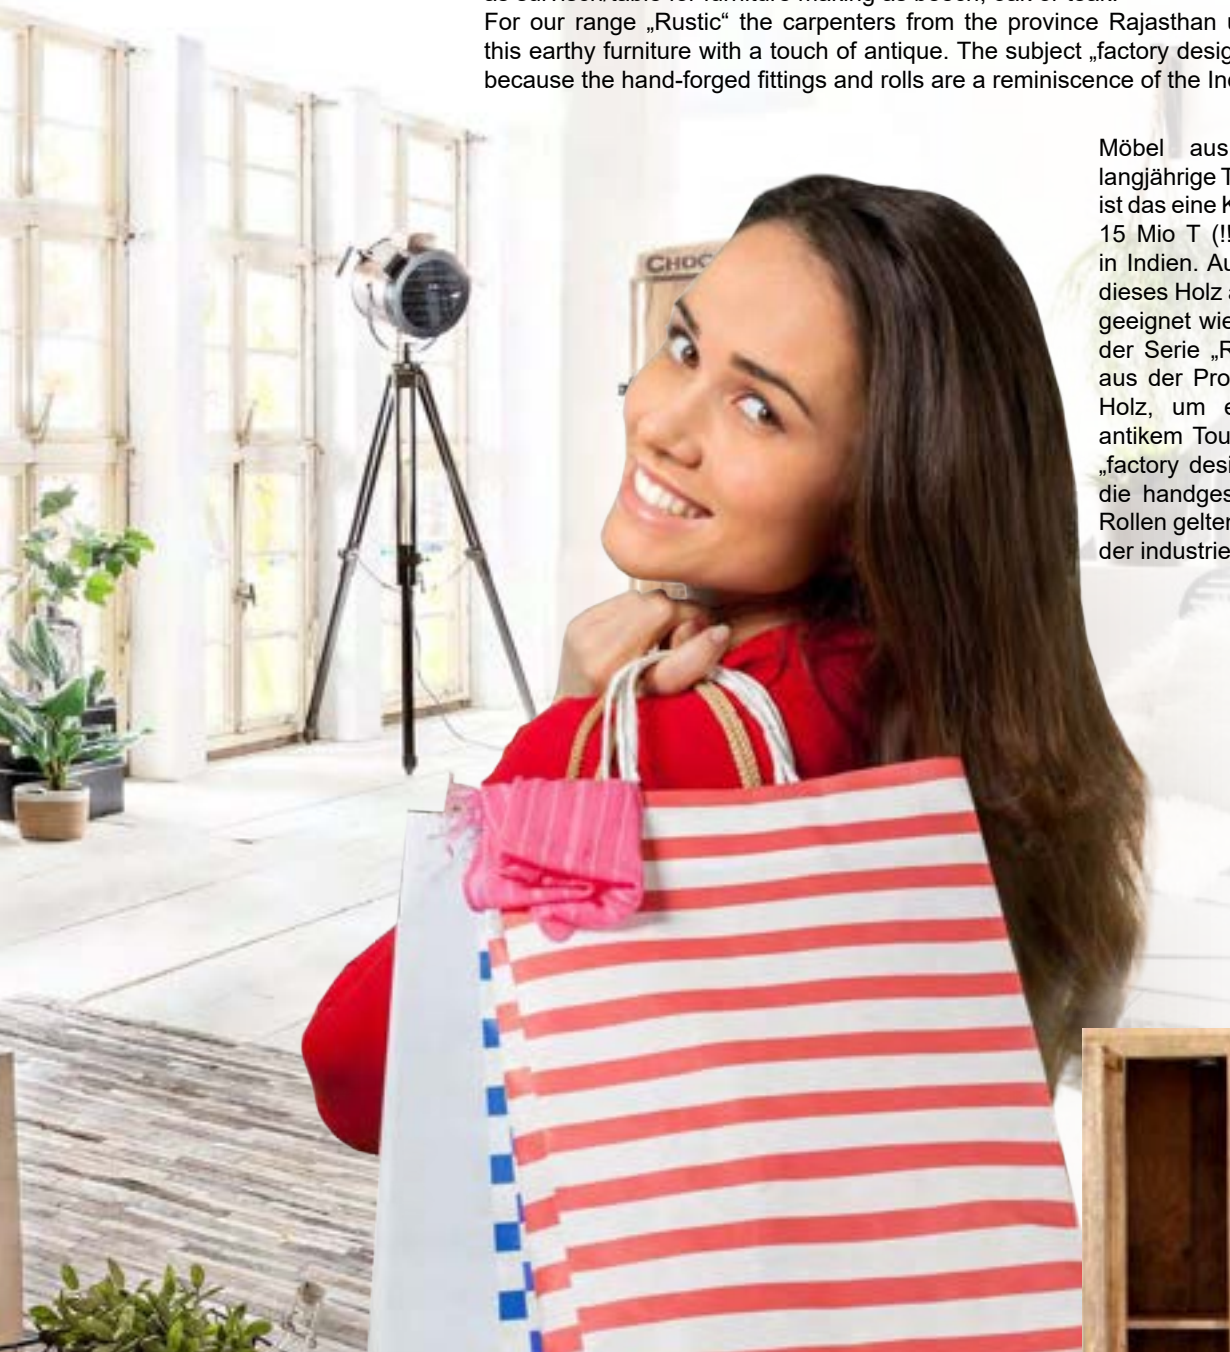 For our range „Rustic“ the carpenters from the province Rajasthan
this earthy furniture with a touch of antique. The subject „factory desig
because the hand-forged fittings and rolls are a reminiscence of the In
CHOC
Möbel aus
langjährige T
ist das eine K
15 Mio T (!!
in Indien. Au
dieses Holz a
geeignet wie
der Serie „R
aus der Pro
Holz, um e
antikem Tou
„factory desi
die handges
Rollen gelten
der industrie